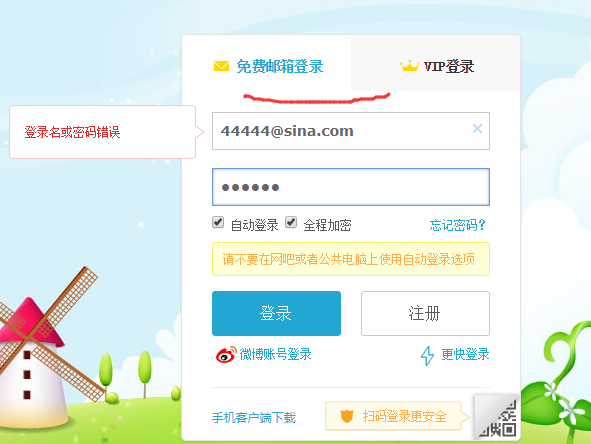 免费邮箱登录
VIP登录
登录名或密码错误
44444@sina.com
自动登录 全程加密 忘记密码?
请不要在网吧或者公共电脑上使用自动登录选项
登录 注册
微博账号登录 更快登录
手机客户端下载 扫码登录更安全